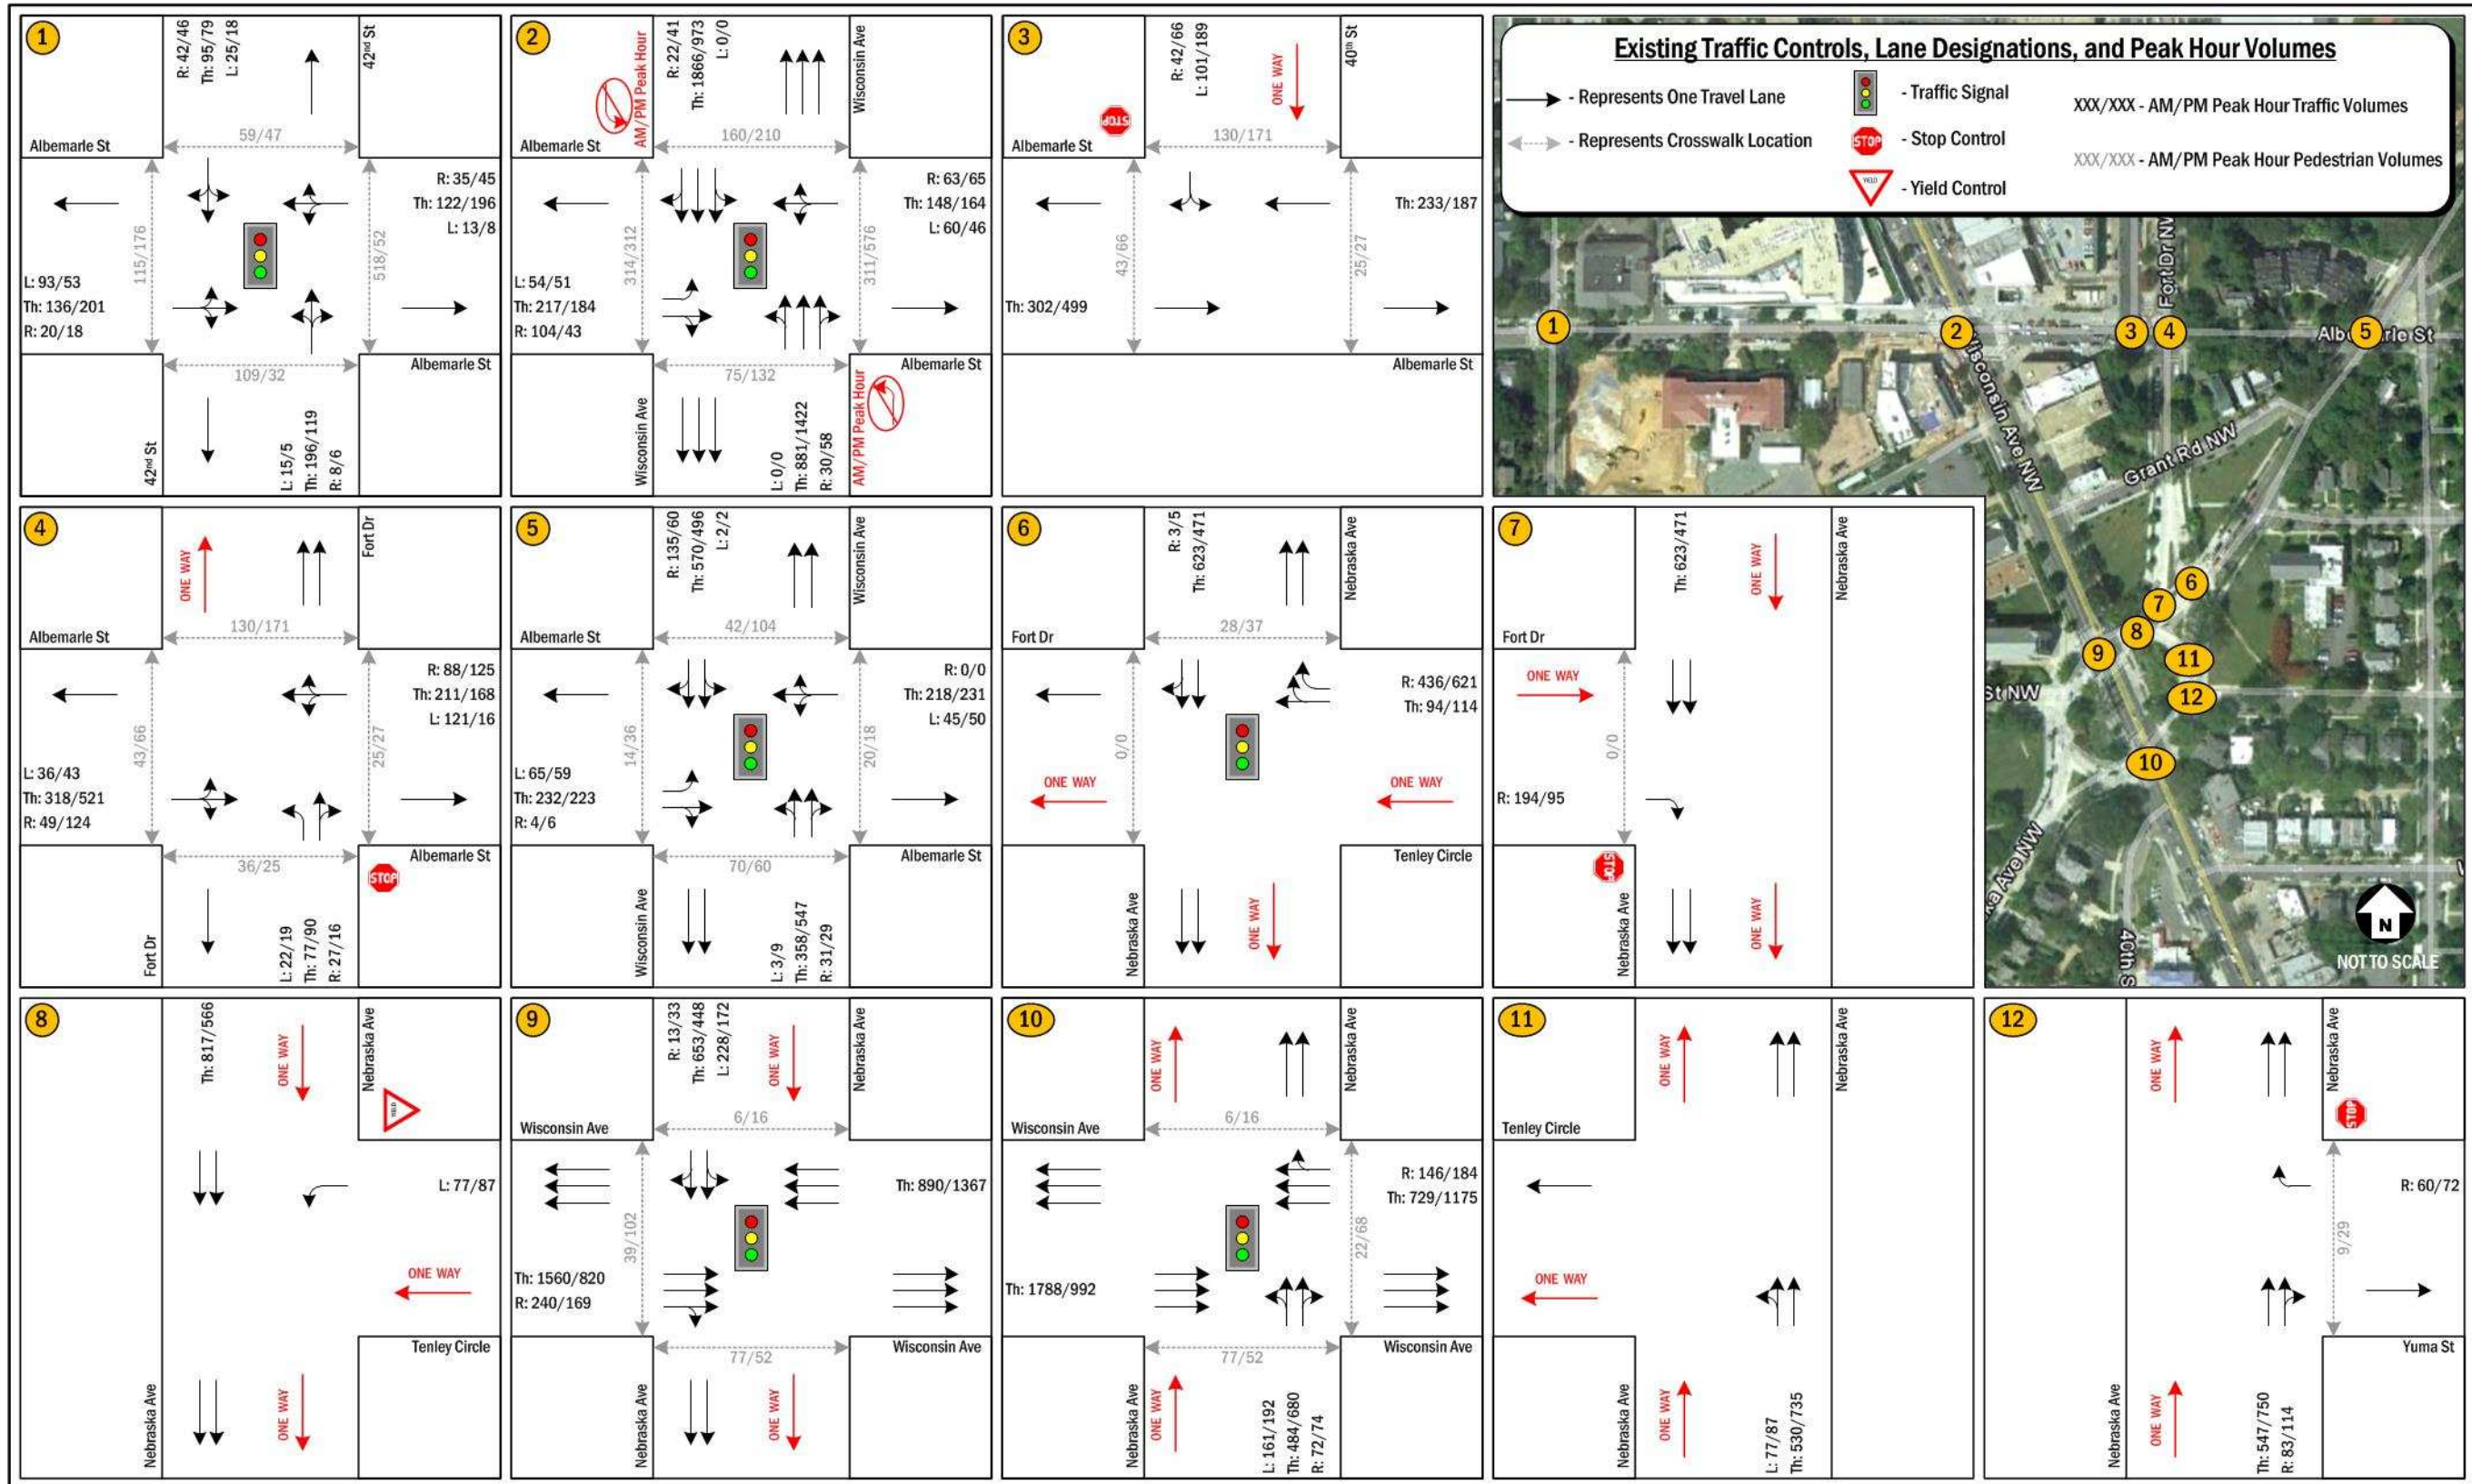 Existing Traffic Controls, Lane Designations, and Peak Hour Volumes
- Represents One Travel Lane
- Represents Crosswalk Location
- Traffic Signal
STOP
- Stop Control
YIELD
- Yield Control
XXX/XXX - AM/PM Peak Hour Traffic Volumes
XXX/XXX - AM/PM Peak Hour Pedestrian Volumes
1
R: 42/46
Th: 95/79
L: 25/18
42nd St
Albemarle St
59/47
115/176
518/52
R: 35/45
Th: 122/196
L: 13/8
L: 93/53
Th: 136/201
R: 20/18
109/32
Albemarle St
42nd St
L: 15/5
Th: 196/119
R: 8/6
2
AM/PM Peak Hour
R: 22/41
Th: 1866/973
L: 0/0
Wisconsin Ave
Albemarle St
160/210
314/312
311/576
R: 63/65
Th: 148/164
L: 60/46
L: 54/51
Th: 217/184
R: 104/43
75/132
Albemarle St
Wisconsin Ave
L: 0/0
Th: 881/1422
R: 30/58
AM/PM Peak Hour
3
R: 42/66
L: 101/189
ONE WAY
40th St
STOP
Albemarle St
130/171
43/66
25/27
Th: 233/187
Th: 302/499
Albemarle St
Fort Dr NW
1
2
3
4
5
Wisconsin Ave NW
Grant Rd NW
6
7
8
9
11
12
St NW
10
40th S
N
NOT TO SCALE
4
ONE WAY
Fort Dr
Albemarle St
130/171
43/66
25/27
R: 88/125
Th: 211/168
L: 121/16
L: 36/43
Th: 318/521
R: 49/124
36/25
Albemarle St
STOP
Fort Dr
L: 22/19
Th: 77/90
R: 27/16
5
R: 135/60
Th: 570/496
L: 2/2
Wisconsin Ave
Albemarle St
42/104
14/36
20/18
R: 0/0
Th: 218/231
L: 45/50
L: 65/59
Th: 232/223
R: 4/6
70/60
Albemarle St
Wisconsin Ave
L: 3/9
Th: 358/547
R: 31/29
6
R: 3/5
Th: 623/471
Nebraska Ave
Fort Dr
28/37
0/0
R: 436/621
Th: 94/114
ONE WAY
ONE WAY
Tenley Circle
Nebraska Ave
ONE WAY
7
Th: 623/471
ONE WAY
Nebraska Ave
Fort Dr
ONE WAY
0/0
R: 194/95
STOP
Nebraska Ave
ONE WAY
8
Th: 817/566
ONE WAY
Nebraska Ave
YIELD
L: 77/87
ONE WAY
Tenley Circle
Nebraska Ave
ONE WAY
9
R: 13/33
Th: 653/448
L: 228/172
ONE WAY
Nebraska Ave
Wisconsin Ave
6/16
39/102
Th: 890/1367
Th: 1560/820
R: 240/169
77/52
Wisconsin Ave
Nebraska Ave
ONE WAY
10
ONE WAY
Nebraska Ave
Wisconsin Ave
6/16
22/68
R: 146/184
Th: 729/1175
Th: 1788/992
77/52
Wisconsin Ave
Nebraska Ave
ONE WAY
L: 161/192
Th: 484/680
R: 72/74
11
ONE WAY
Nebraska Ave
Tenley Circle
ONE WAY
Nebraska Ave
ONE WAY
L: 77/87
Th: 530/735
12
ONE WAY
Nebraska Ave
STOP
R: 60/72
9/29
Yuma St
Nebraska Ave
ONE WAY
Th: 547/750
R: 83/114